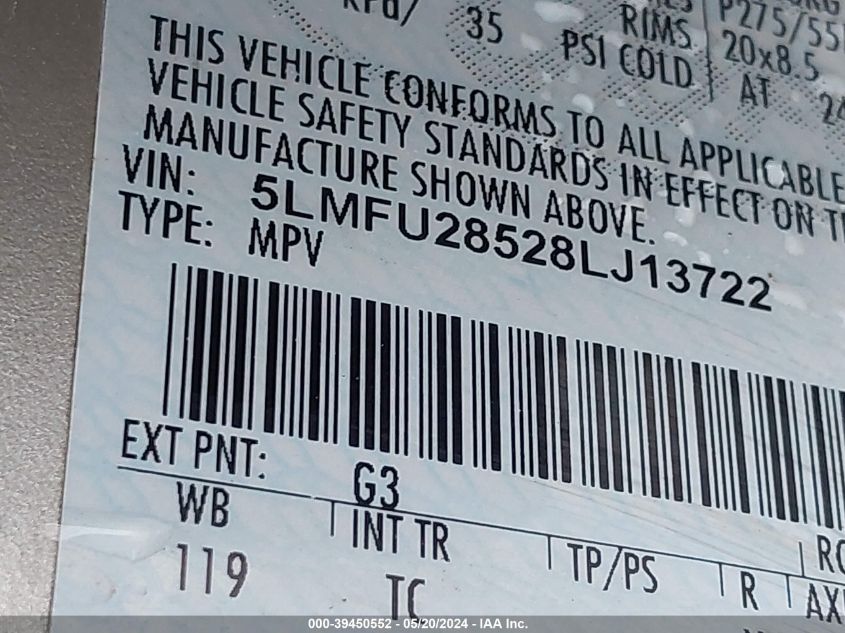 kPa/ 35
RIMS P275/55
PSI COLD 20x8.5
AT 24
THIS VEHICLE CONFORMS TO ALL APPLICABLE
VEHICLE SAFETY STANDARDS IN EFFECT ON
MANUFACTURE SHOWN ABOVE.
VIN: 5LMFU28528LJ13722
TYPE: MPV
EXT PNT: G3
WB INT TR TP/PS R
119 TC
000-39450552 - 05/20/2024 - IAA Inc.